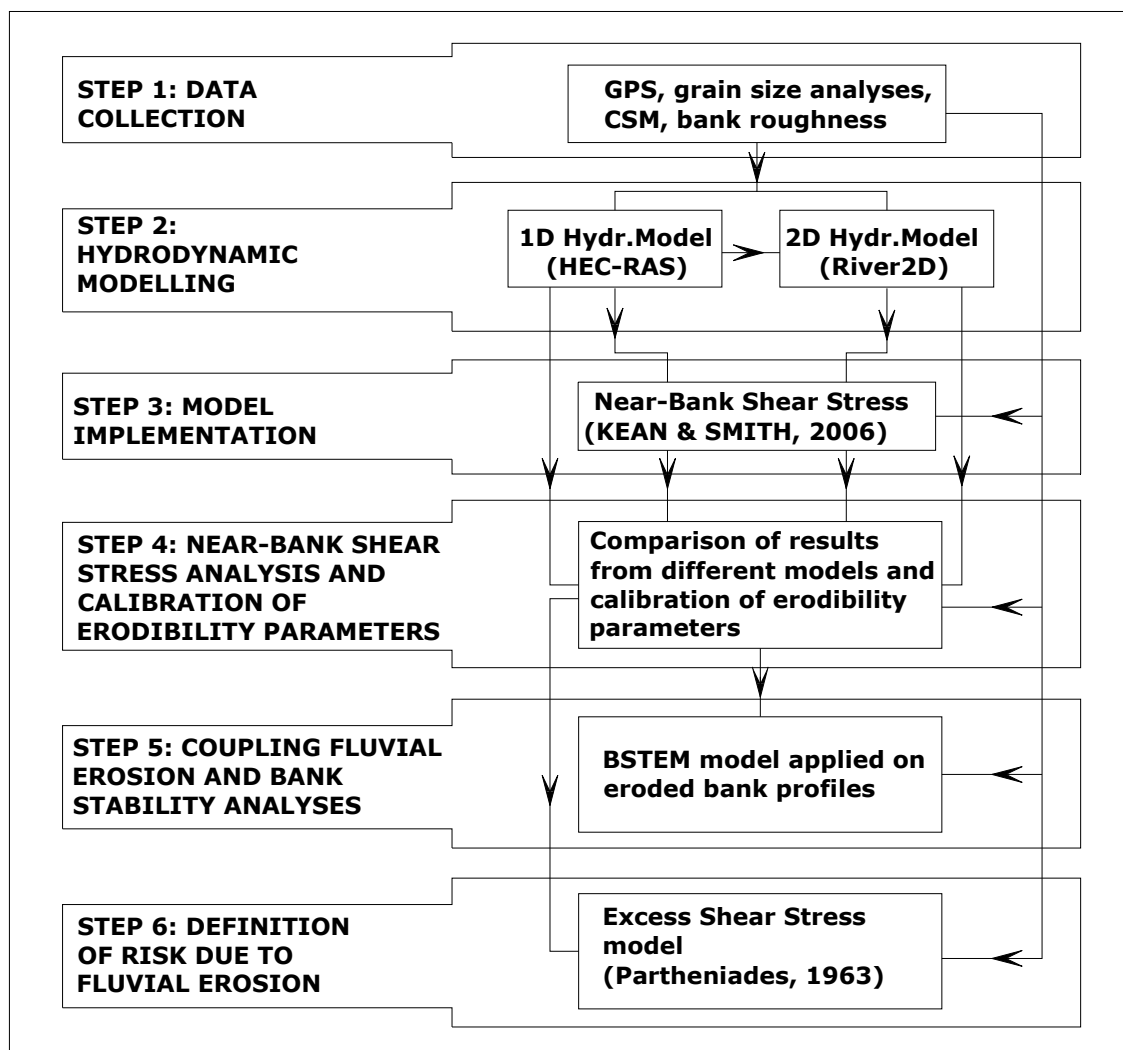 STEP 1: DATA
COLLECTION
GPS, grain size analyses,
CSM, bank roughness
STEP 2:
HYDRODYNAMIC
MODELLING
1D Hydr.Model
(HEC-RAS)
2D Hydr.Model
(River2D)
STEP 3: MODEL
IMPLEMENTATION
Near-Bank Shear Stress
(KEAN & SMITH, 2006)
STEP 4: NEAR-BANK SHEAR
STRESS ANALYSIS AND
CALIBRATION OF
ERODIBILITY PARAMETERS
Comparison of results
from different models and
calibration of erodibility
parameters
STEP 5: COUPLING FLUVIAL
EROSION AND BANK
STABILITY ANALYSES
BSTEM model applied on
eroded bank profiles
STEP 6: DEFINITION
OF RISK DUE TO
FLUVIAL EROSION
Excess Shear Stress
model
(Partheniades, 1963)